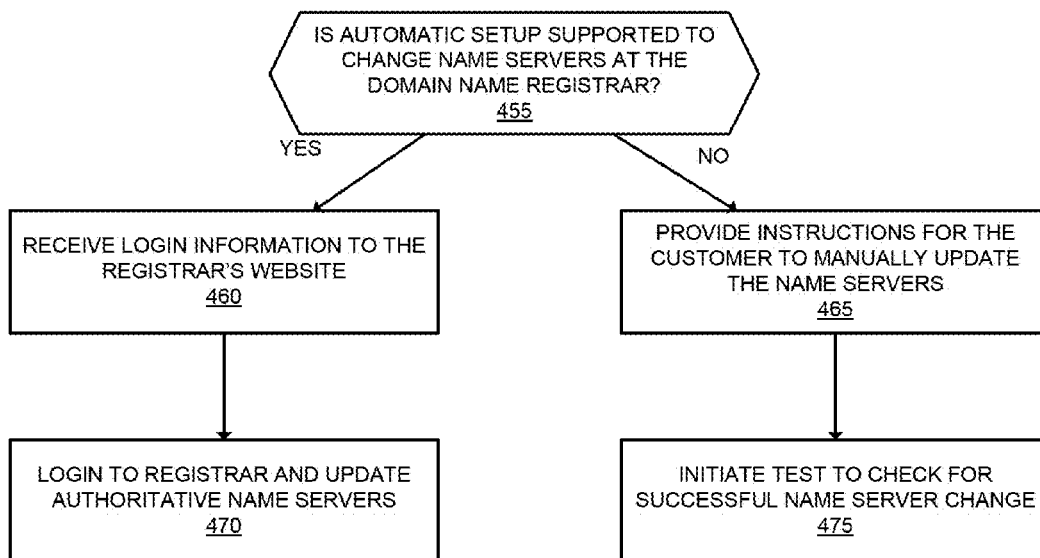 IS AUTOMATIC SETUP SUPPORTED TO
CHANGE NAME SERVERS AT THE
DOMAIN NAME REGISTRAR?
455
YES
NO
RECEIVE LOGIN INFORMATION TO THE
REGISTRAR'S WEBSITE
460
PROVIDE INSTRUCTIONS FOR THE
CUSTOMER TO MANUALLY UPDATE
THE NAME SERVERS
465
LOGIN TO REGISTRAR AND UPDATE
AUTHORITATIVE NAME SERVERS
470
INITIATE TEST TO CHECK FOR
SUCCESSFUL NAME SERVER CHANGE
475